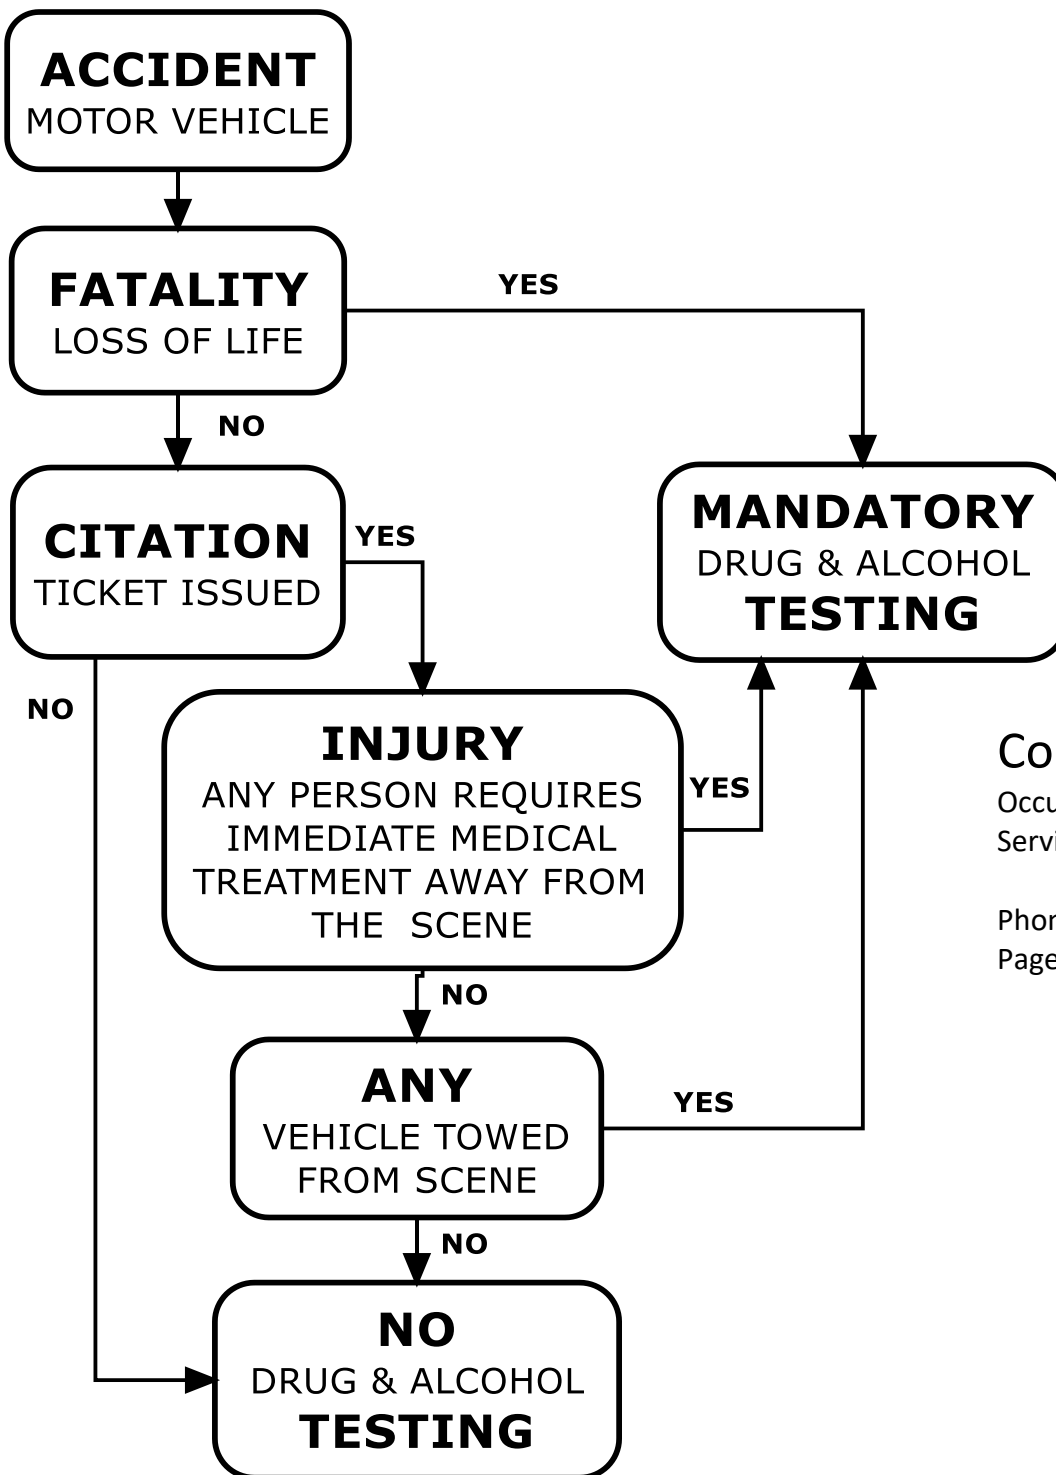 ACCIDENT
MOTOR VEHICLE
FATALITY
LOSS OF LIFE
YES
NO
CITATION
TICKET ISSUED
YES
NO
MANDATORY
DRUG & ALCOHOL
TESTING
INJURY
ANY PERSON REQUIRES
IMMEDIATE MEDICAL
TREATMENT AWAY FROM
THE SCENE
YES
NO
ANY
VEHICLE TOWED
FROM SCENE
YES
NO
NO
DRUG & ALCOHOL
TESTING